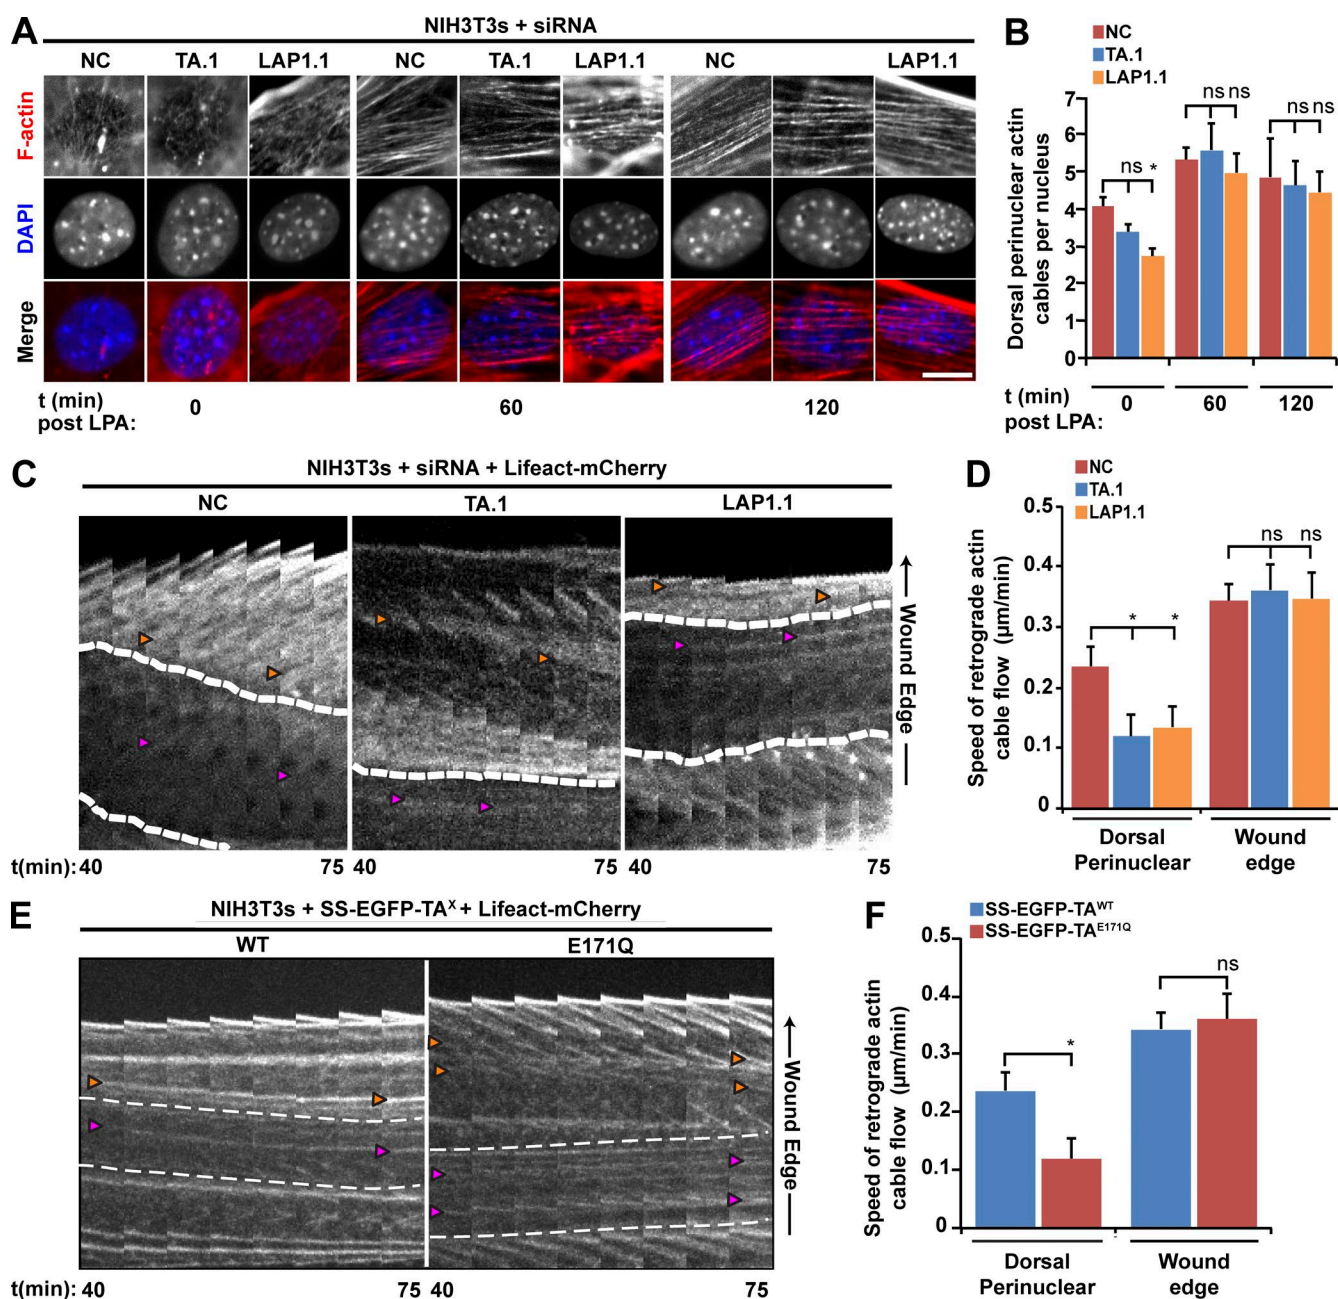 A
NIH3T3s + siRNA
NC TA.1 LAP1.1 NC TA.1 LAP1.1 NC LAP1.1
F-actin
DAPI
Merge
t (min)
post LPA:
0 60 120
B
NC
TA.1
LAP1.1
Dorsal perinuclear actin
cables per nucleus
7
6
5
4
3
2
1
0
ns *
ns ns
ns ns
t (min)
post LPA:
0 60 120
C
NIH3T3s + siRNA + Lifeact-mCherry
NC TA.1 LAP1.1
Wound Edge
t(min): 40 75 40 75
D
NC
TA.1
LAP1.1
Speed of retrograde actin
cable flow (µm/min)
0.5
0.4
0.3
0.2
0.1
0
* *
ns ns
Dorsal
Perinuclear
Wound
edge
E
NIH3T3s + SS-EGFP-TAˣ + Lifeact-mCherry
WT E171Q
Wound Edge
t(min): 40 75 40 75
F
SS-EGFP-TAᵂᵀ
SS-EGFP-TAᴱ¹⁷¹Q
Speed of retrograde actin
cable flow (µm/min)
0.5
0.4
0.3
0.2
0.1
0
*
ns
Dorsal
Perinuclear
Wound
edge